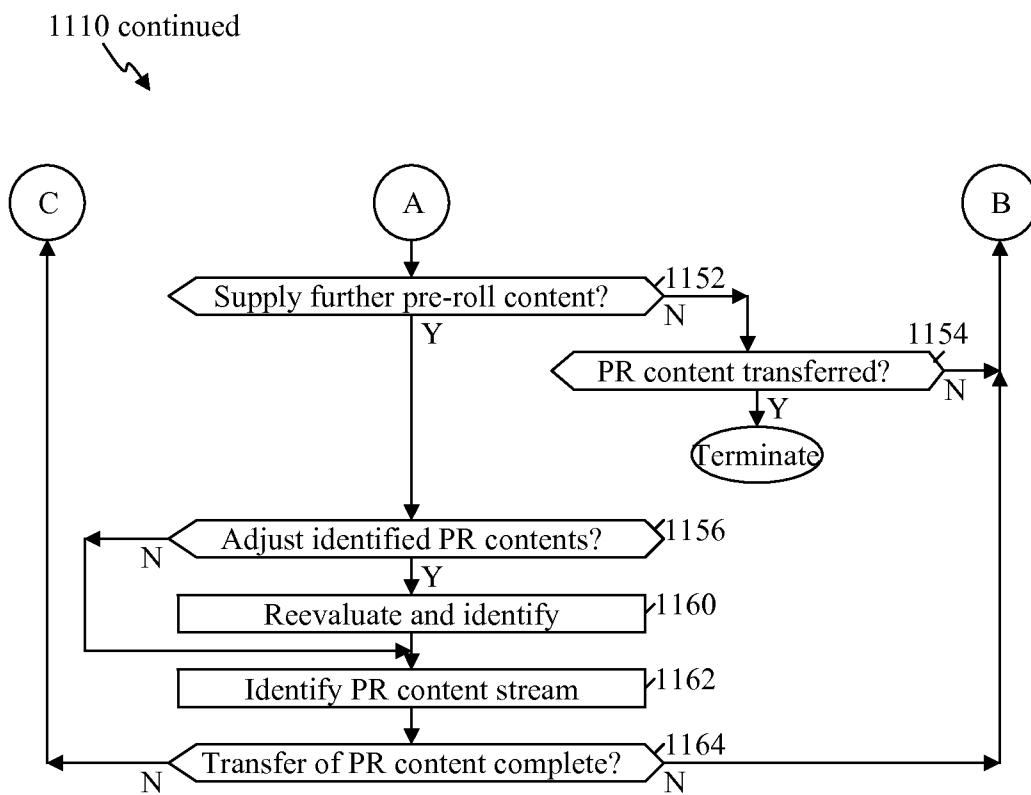 1110 continued
C
A
B
Supply further pre-roll content?
1152
N
Y
1154
PR content transferred?
N
Y
Terminate
Adjust identified PR contents?
1156
N
Y
Reevaluate and identify
1160
Identify PR content stream
1162
Transfer of PR content complete?
1164
N
N